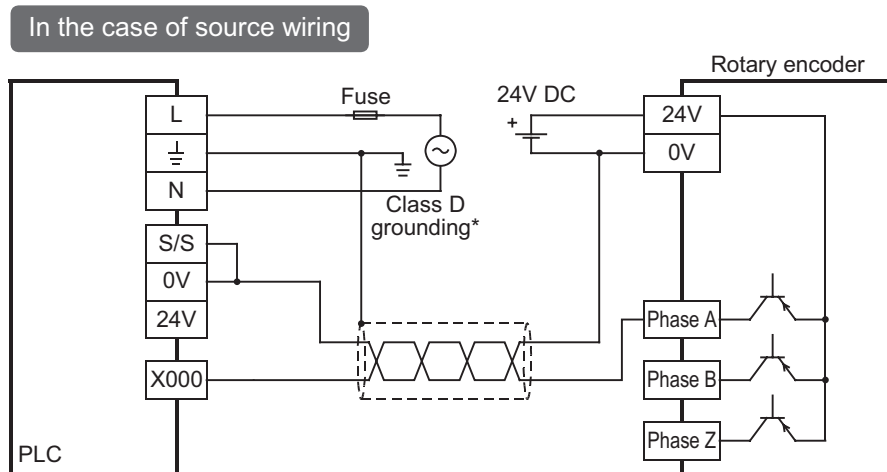 In the case of source wiring
Rotary encoder
Fuse
24V DC
+
L
N
24V
0V
Class D
grounding*
S/S
0V
24V
X000
Phase A
Phase B
Phase Z
PLC